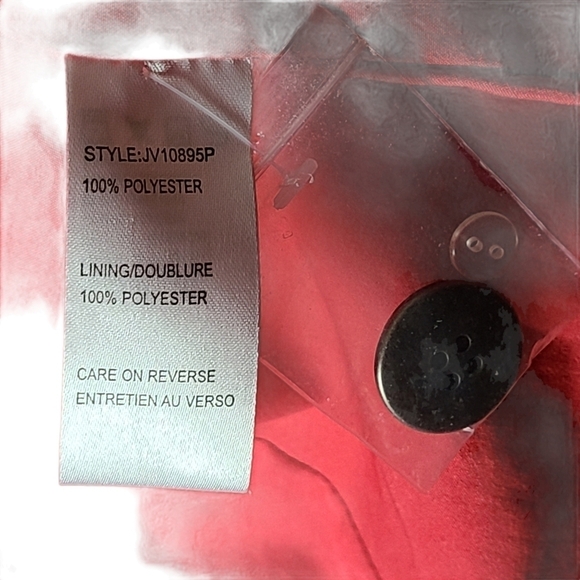 STYLE:JV10895P
100% POLYESTER
LINING/DOUBLURE
100% POLYESTER
CARE ON REVERSE
ENTRETIEN AU VERSO